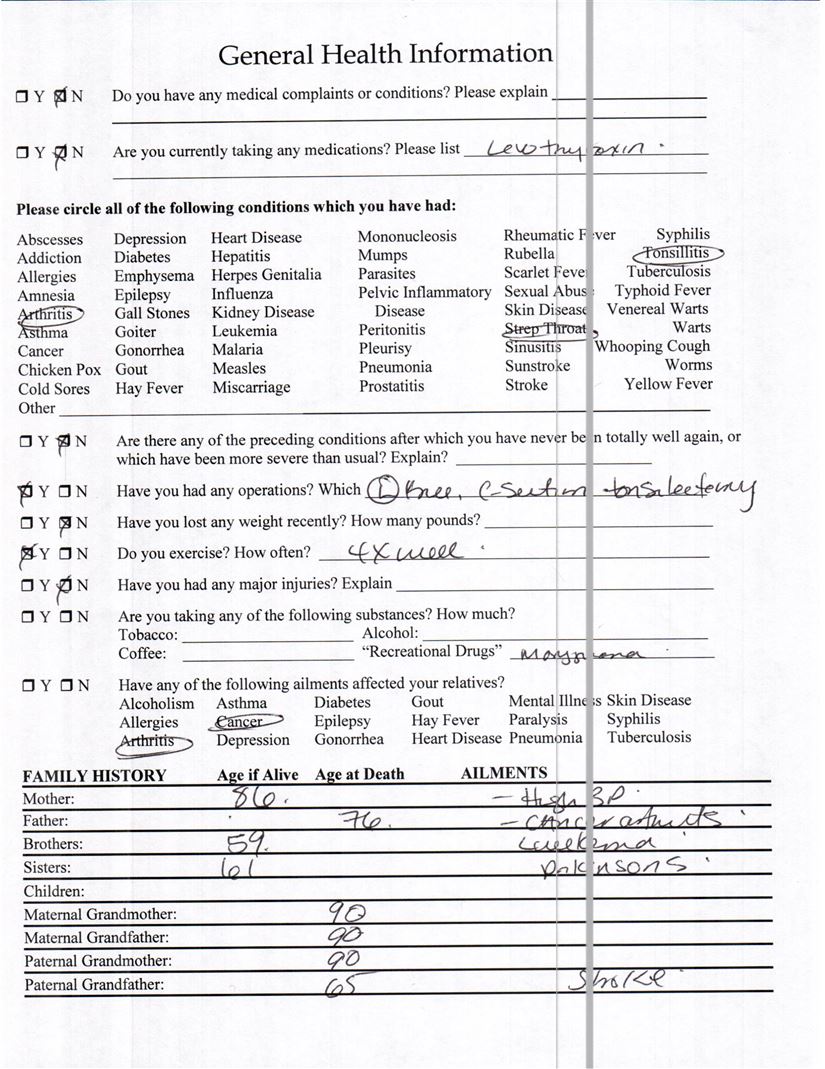 General Health Information
☐ Y ☒ N Do you have any medical complaints or conditions? Please explain
☐ Y ☒ N Are you currently taking any medications? Please list Levothyroxin.
Please circle all of the following conditions which you have had:
Abscesses Depression Heart Disease Mononucleosis Rheumatic Fever Syphilis
Addiction Diabetes Hepatitis Mumps Rubella Tonsillitis
Allergies Emphysema Herpes Genitalia Parasites Scarlet Fever Tuberculosis
Amnesia Epilepsy Influenza Pelvic Inflammatory Sexual Abuse Typhoid Fever
Arthritis Gall Stones Kidney Disease Disease Skin Disease Venereal Warts
Asthma Goiter Leukemia Peritonitis Strep Throat Warts
Cancer Gonorrhea Malaria Pleurisy Sinusitis Whooping Cough
Chicken Pox Gout Measles Pneumonia Sunstroke Worms
Cold Sores Hay Fever Miscarriage Prostatitis Stroke Yellow Fever
Other
☐ Y ☒ N Are there any of the preceding conditions after which you have never been totally well again, or
which have been more severe than usual? Explain?
☒ Y ☐ N Have you had any operations? Which Ⓛ knee, C-Section
☐ Y ☒ N Have you lost any weight recently? How many pounds?
☒ Y ☐ N Do you exercise? How often? 4X
☐ Y ☒ N Have you had any major injuries? Explain
☐ Y ☐ N Are you taking any of the following substances? How much?
Tobacco: Alcohol:
Coffee: "Recreational Drugs"
☐ Y ☐ N Have any of the following ailments affected your relatives?
Alcoholism Asthma Diabetes Gout Mental Illness Skin Disease
Allergies Cancer Epilepsy Hay Fever Paralysis Syphilis
Arthritis Depression Gonorrhea Heart Disease Pneumonia Tuberculosis
FAMILY HISTORY Age if Alive Age at Death AILMENTS
Mother: 86. – High BP.
Father: 76. – Cancer
Brothers: 59.
Sisters: 61 Parkinsons
Children:
Maternal Grandmother: 90
Maternal Grandfather: 90
Paternal Grandmother: 90
Paternal Grandfather: 65 Stroke